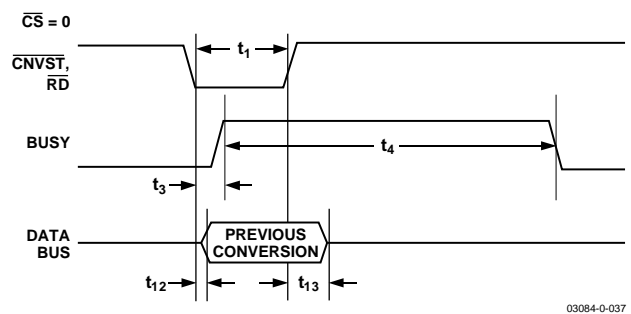 CS = 0
CNVST,
RD
t1
BUSY
t4
t3
DATA
BUS
PREVIOUS
CONVERSION
t12
t13
03084-0-037